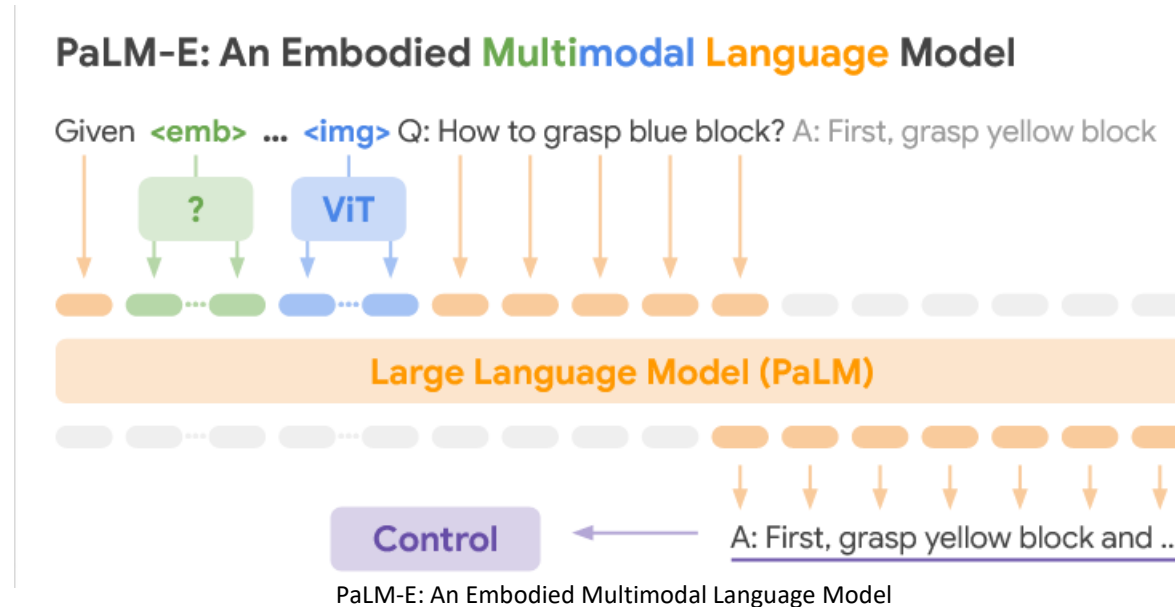 PaLM-E: An Embodied Multimodal Language Model
Given <emb> ... <img> Q: How to grasp blue block? A: First, grasp yellow block
?
ViT
Large Language Model (PaLM)
A: First, grasp yellow block and ...
Control
PaLM-E: An Embodied Multimodal Language Model